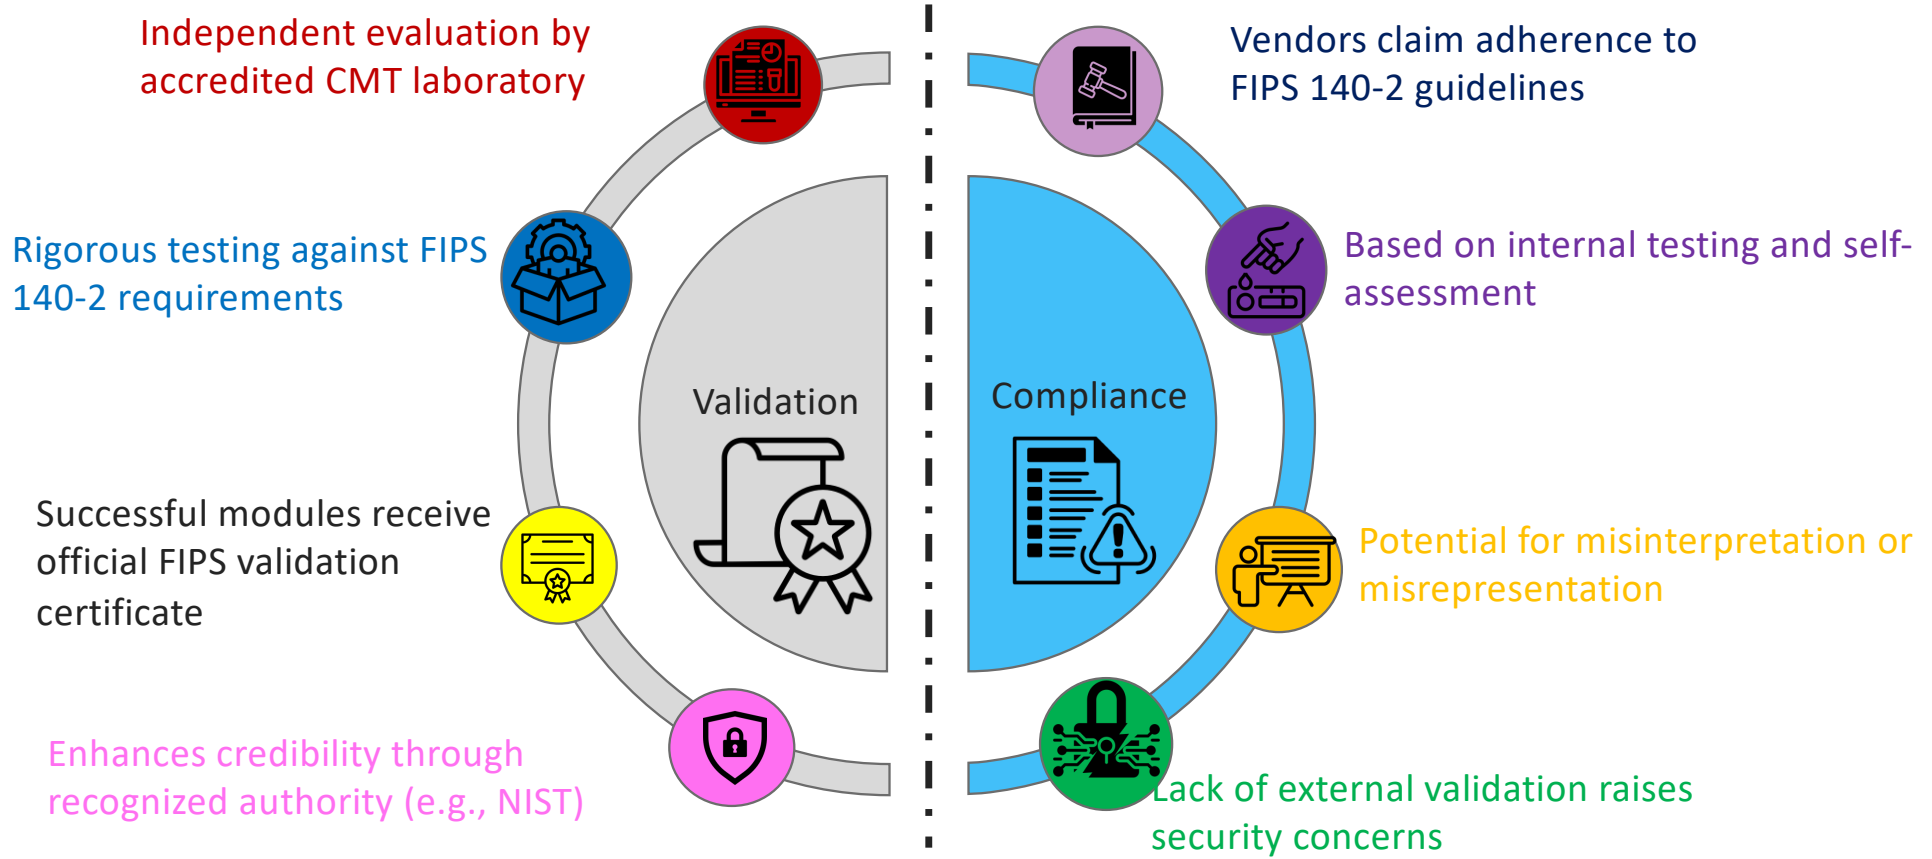 Independent evaluation by
accredited CMT laboratory
Rigorous testing against FIPS
140-2 requirements
Successful modules receive
official FIPS validation
certificate
Enhances credibility through
recognized authority (e.g., NIST)
Validation
Compliance
Vendors claim adherence to
FIPS 140-2 guidelines
Based on internal testing and self-
assessment
Potential for misinterpretation or
misrepresentation
Lack of external validation raises
security concerns